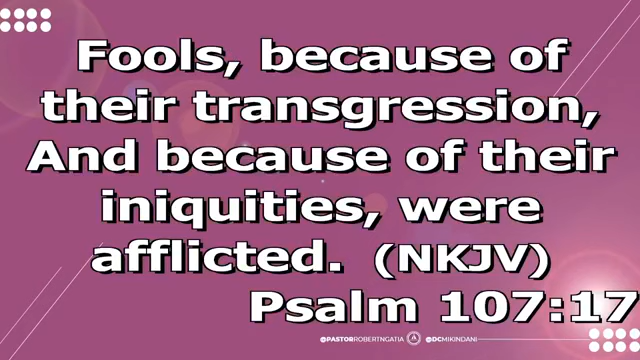 Fools, because of
their transgression,
And because of their
iniquities, were
afflicted. (NKJV)
Psalm 107:17
@PASTORROBERTNGATIA @DCMIKINDANI